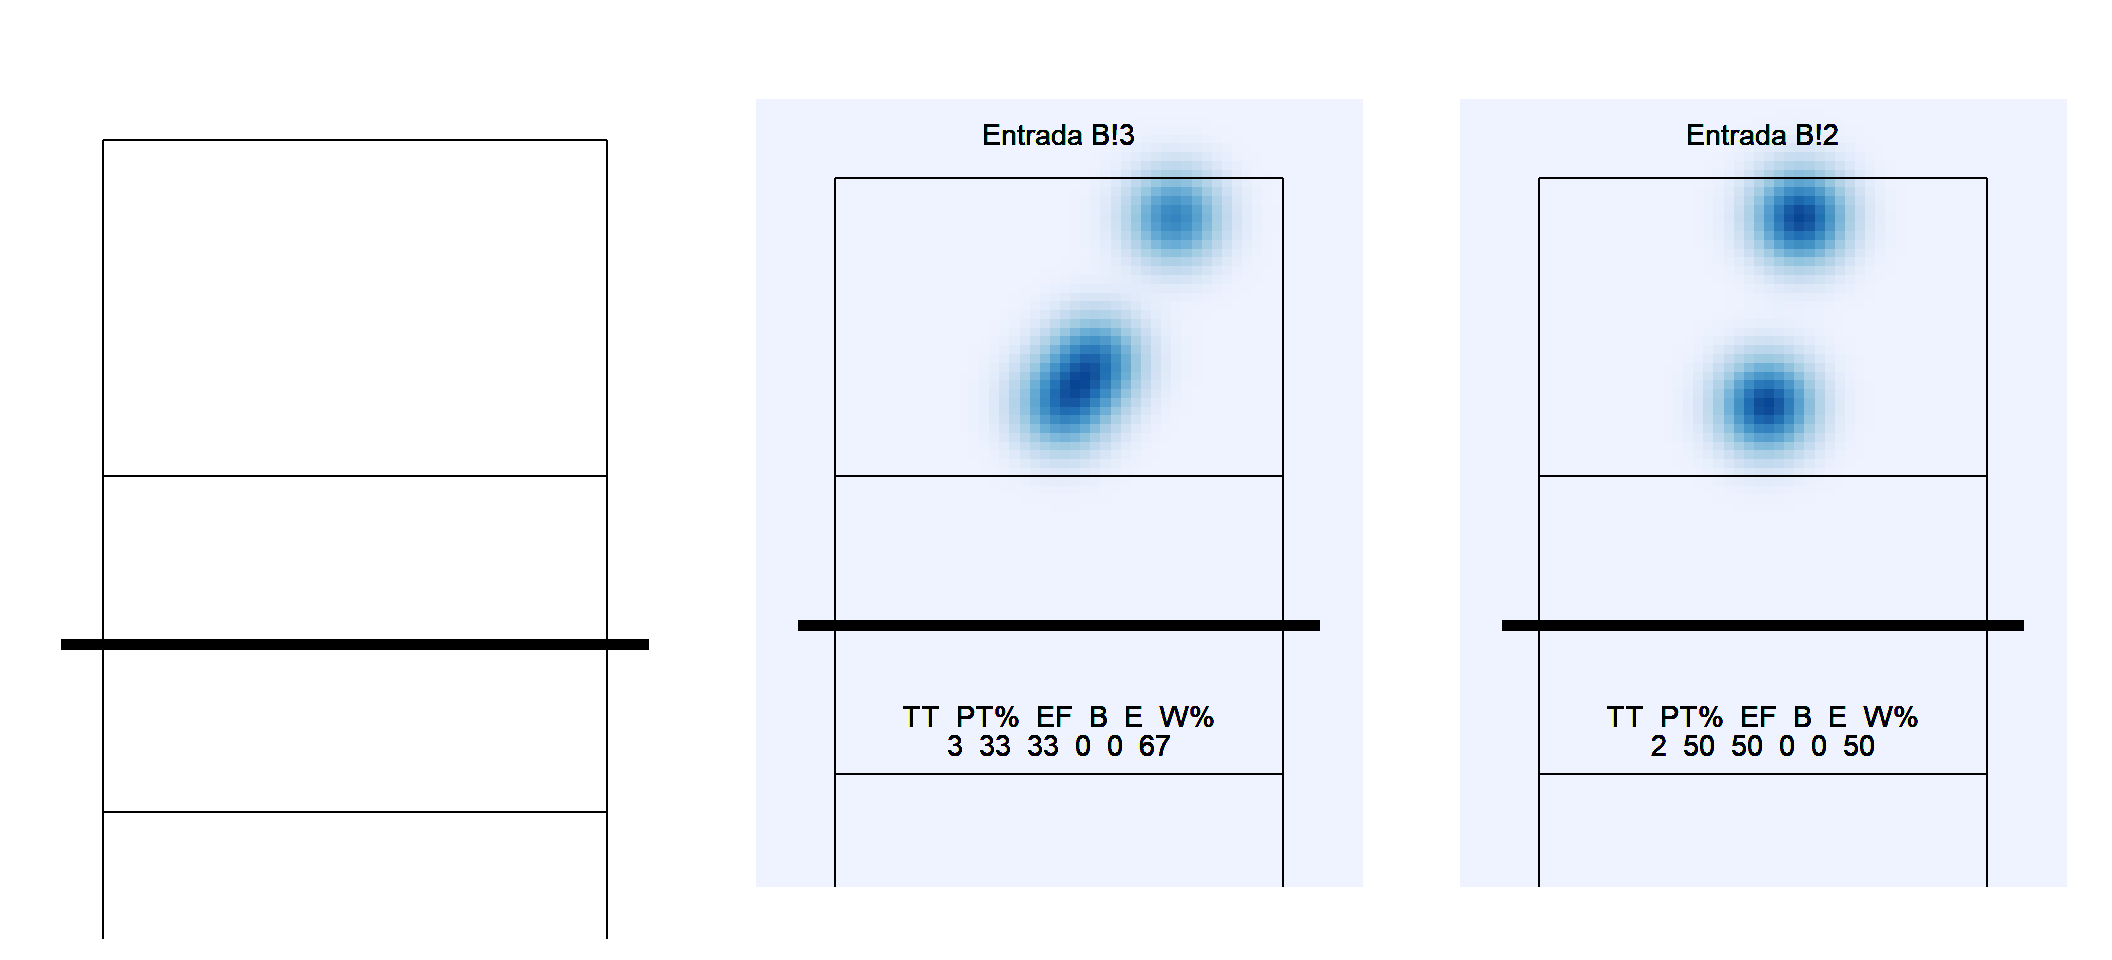 Entrada B!3
TT PT% EF B E W%
3 33 33 0 0 67
Entrada B!2
TT PT% EF B E W%
2 50 50 0 0 50